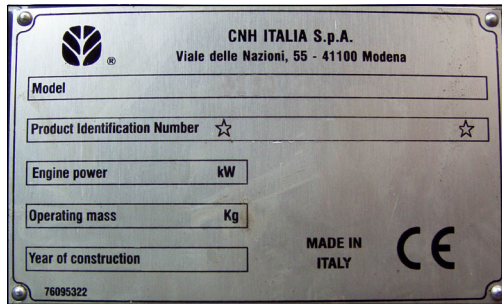 CNH ITALIA S.p.A.
Viale delle Nazioni, 55 - 41100 Modena
®
Model
Product Identification Number ☆ ☆
Engine power kW
Operating mass Kg
Year of construction
MADE IN
ITALY
CE
76095322